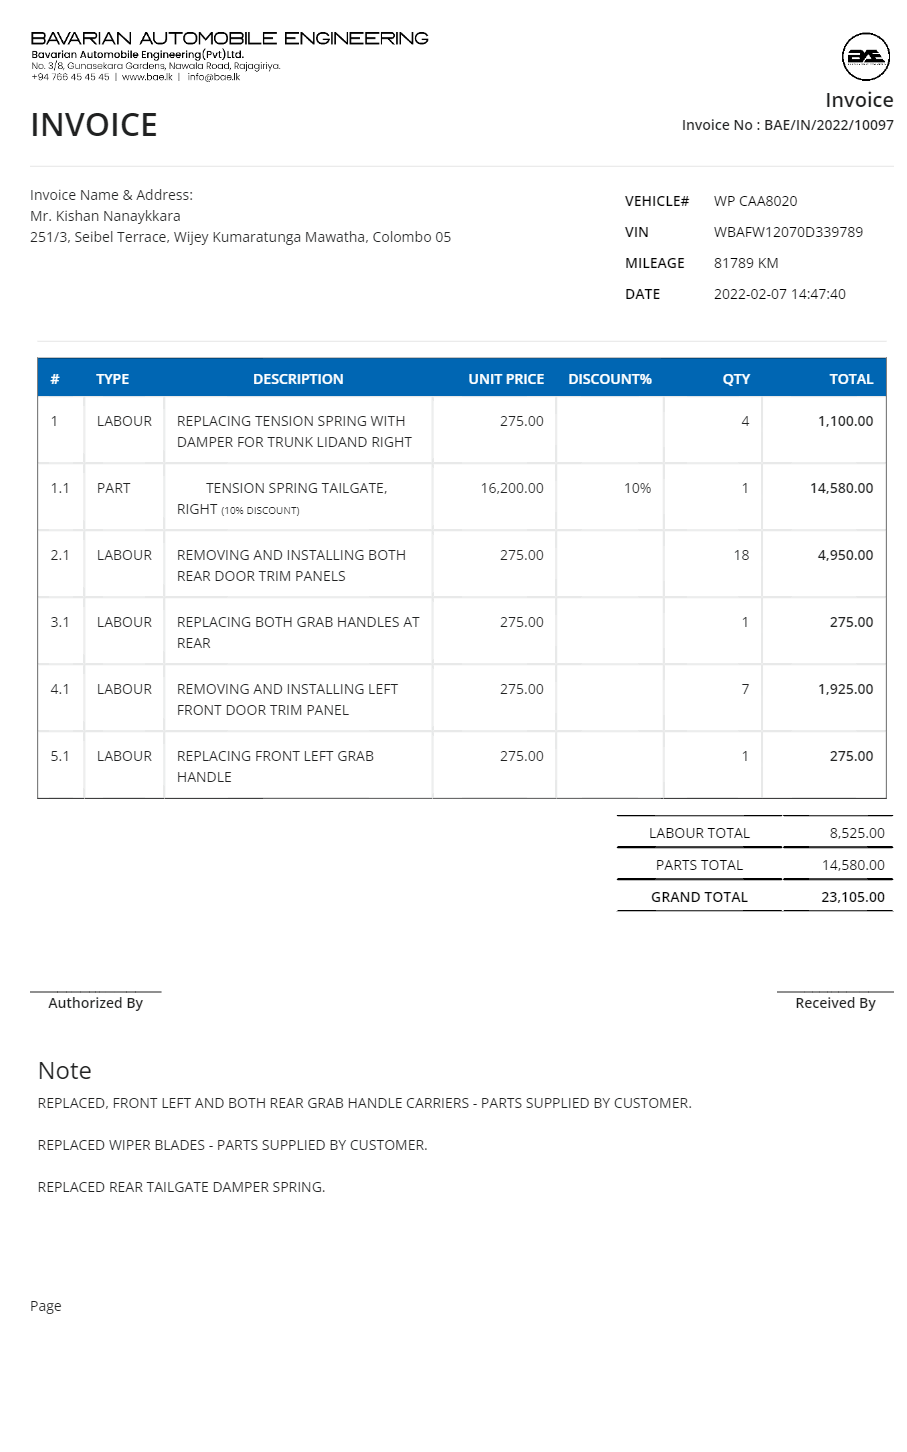 BAVARIAN AUTOMOBILE ENGINEERING
Bavarian Automobile Engineering(Pvt)Ltd.
No. 3/8, Gunasekara Gardens, Nawala Road, Rajagiriya.
+94 766 45 45 45 | www.bae.lk | info@bae.lk
BAE
Invoice
INVOICE
Invoice No : BAE/IN/2022/10097
Invoice Name & Address:
Mr. Kishan Nanaykkara
251/3, Seibel Terrace, Wijey Kumaratunga Mawatha, Colombo 05
VEHICLE# WP CAA8020
VIN WBAFW12070D339789
MILEAGE 81789 KM
DATE 2022-02-07 14:47:40
# TYPE DESCRIPTION UNIT PRICE DISCOUNT% QTY TOTAL
1 LABOUR REPLACING TENSION SPRING WITH 275.00 4 1,100.00
DAMPER FOR TRUNK LIDAND RIGHT
1.1 PART TENSION SPRING TAILGATE, 16,200.00 10% 1 14,580.00
RIGHT (10% DISCOUNT)
2.1 LABOUR REMOVING AND INSTALLING BOTH 275.00 18 4,950.00
REAR DOOR TRIM PANELS
3.1 LABOUR REPLACING BOTH GRAB HANDLES AT 275.00 1 275.00
REAR
4.1 LABOUR REMOVING AND INSTALLING LEFT 275.00 7 1,925.00
FRONT DOOR TRIM PANEL
5.1 LABOUR REPLACING FRONT LEFT GRAB 275.00 1 275.00
HANDLE
LABOUR TOTAL 8,525.00
PARTS TOTAL 14,580.00
GRAND TOTAL 23,105.00
Authorized By Received By
Note
REPLACED, FRONT LEFT AND BOTH REAR GRAB HANDLE CARRIERS - PARTS SUPPLIED BY CUSTOMER.
REPLACED WIPER BLADES - PARTS SUPPLIED BY CUSTOMER.
REPLACED REAR TAILGATE DAMPER SPRING.
Page